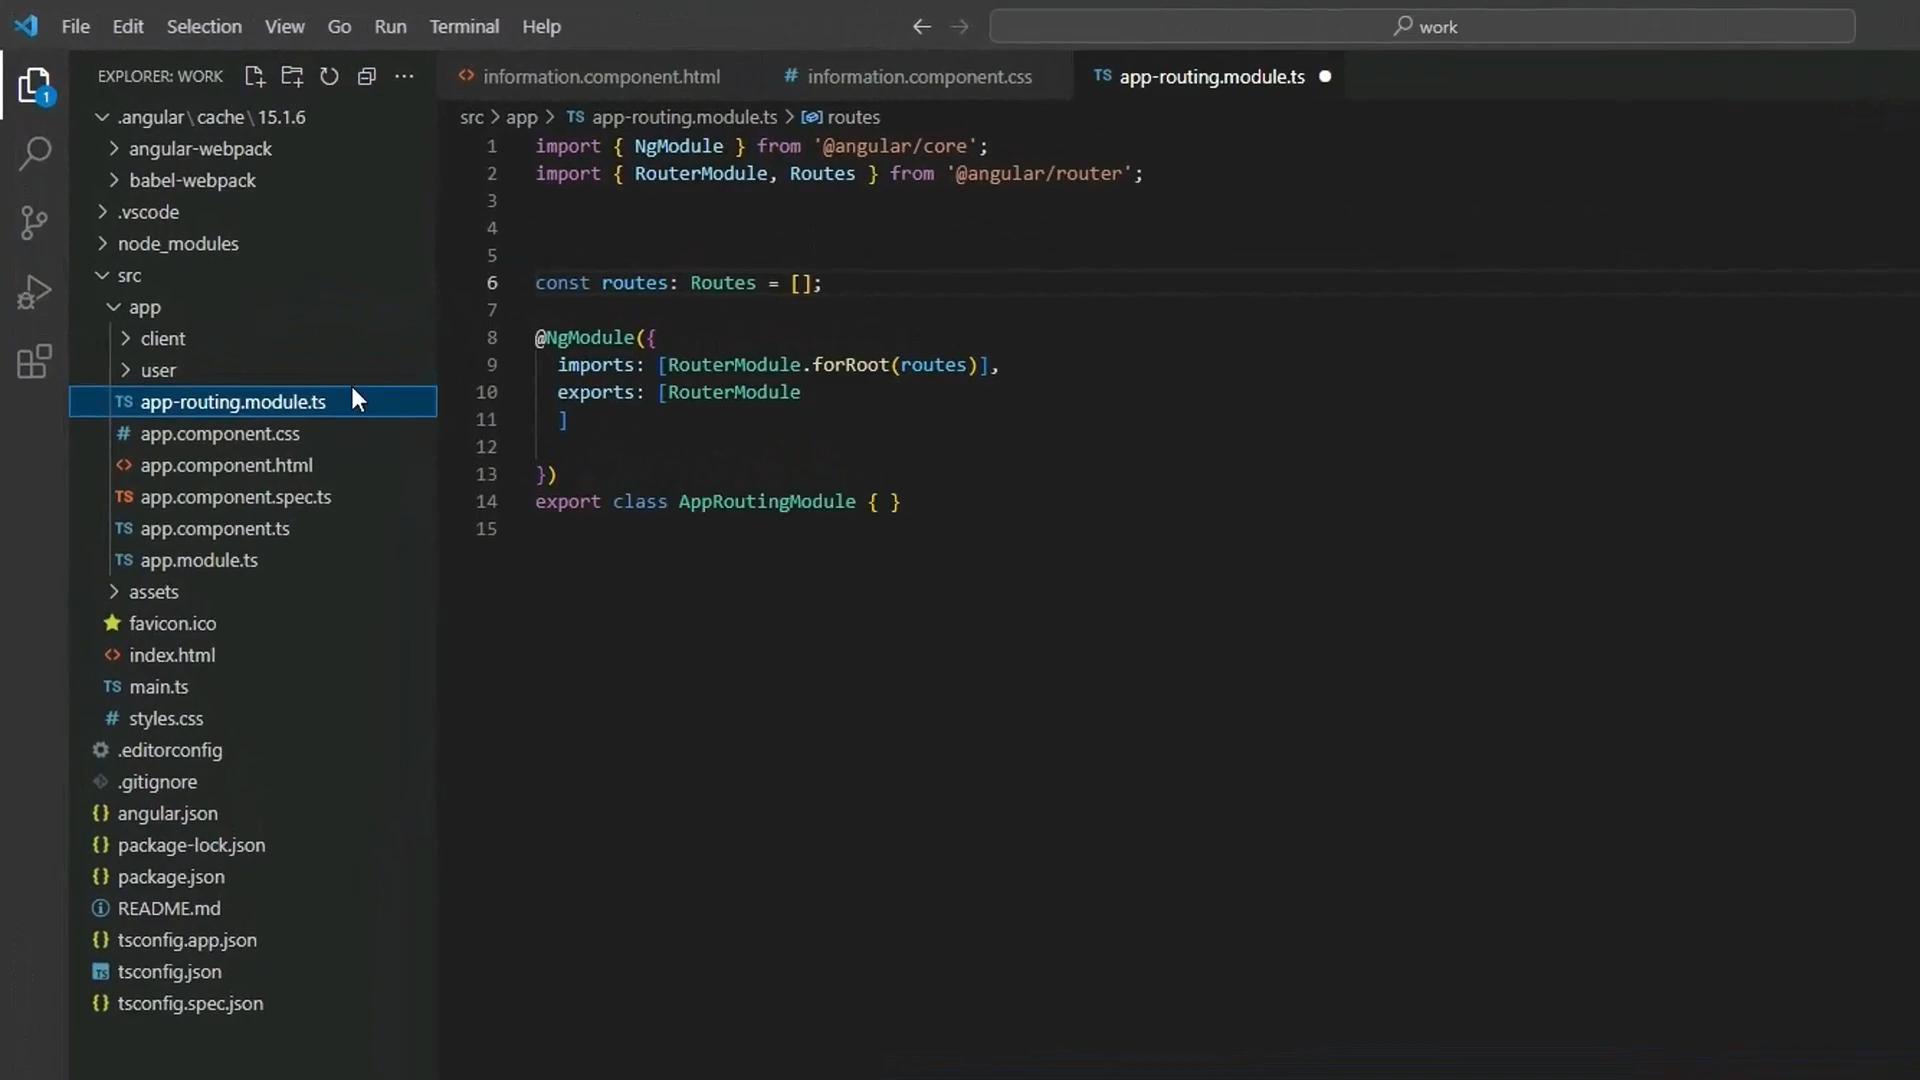 File Edit Selection View Go Run Terminal Help
work
EXPLORER: WORK
1
.angular\cache\15.1.6
angular-webpack
babel-webpack
.vscode
node_modules
src
app
client
user
TS app-routing.module.ts
# app.component.css
<> app.component.html
TS app.component.spec.ts
TS app.component.ts
TS app.module.ts
assets
favicon.ico
<> index.html
TS main.ts
# styles.css
.editorconfig
.gitignore
{} angular.json
{} package-lock.json
{} package.json
README.md
{} tsconfig.app.json
TS tsconfig.json
{} tsconfig.spec.json
<> information.component.html # information.component.css TS app-routing.module.ts
src > app > TS app-routing.module.ts > routes
1 import { NgModule } from '@angular/core';
2 import { RouterModule, Routes } from '@angular/router';
3
4
5
6 const routes: Routes = [];
7
8 @NgModule({
9 imports: [RouterModule.forRoot(routes)],
10 exports: [RouterModule
11 ]
12
13 })
14 export class AppRoutingModule { }
15